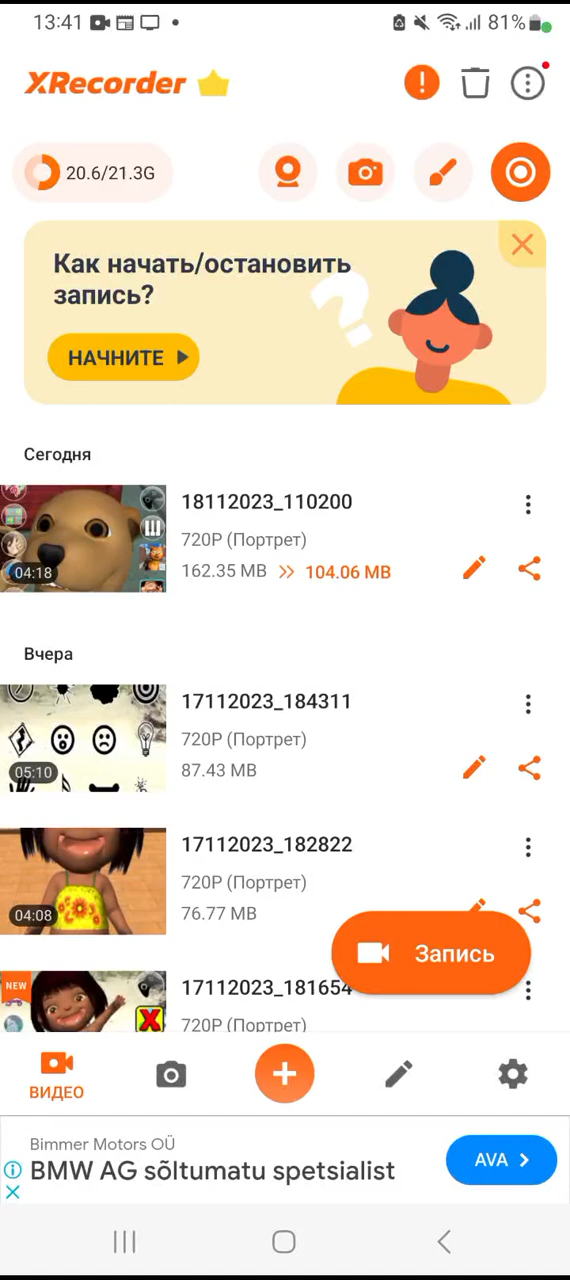 13:41
81%
XRecorder
20.6/21.3G
Как начать/остановить
запись?
НАЧНИТЕ
Сегодня
18112023_110200
720P (Портрет)
162.35 MB >> 104.06 MB
04:18
Вчера
17112023_184311
720P (Портрет)
87.43 MB
05:10
17112023_182822
720P (Портрет)
76.77 MB
04:08
Запись
NEW
17112023_181654
720P (Портрет)
X
ВИДЕО
Bimmer Motors OÜ
BMW AG sõltumatu spetsialist
AVA